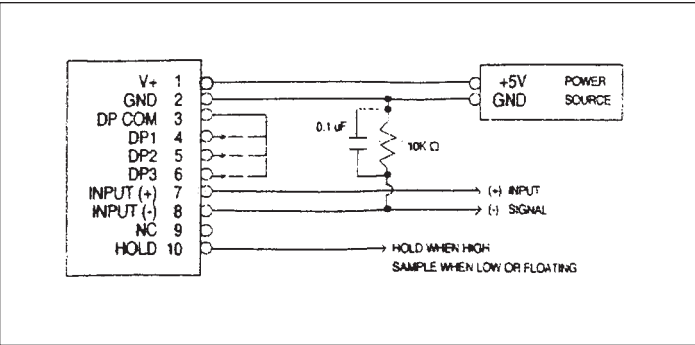 V+ 1
GND 2
DP COM 3
DP1 4
DP2 5
DP3 6
INPUT (+) 7
INPUT (-) 8
NC 9
HOLD 10
+5V POWER
GND SOURCE
0.1 uF
10K Ω
(+) INPUT
(-) SIGNAL
HOLD WHEN HIGH
SAMPLE WHEN LOW OR FLOATING